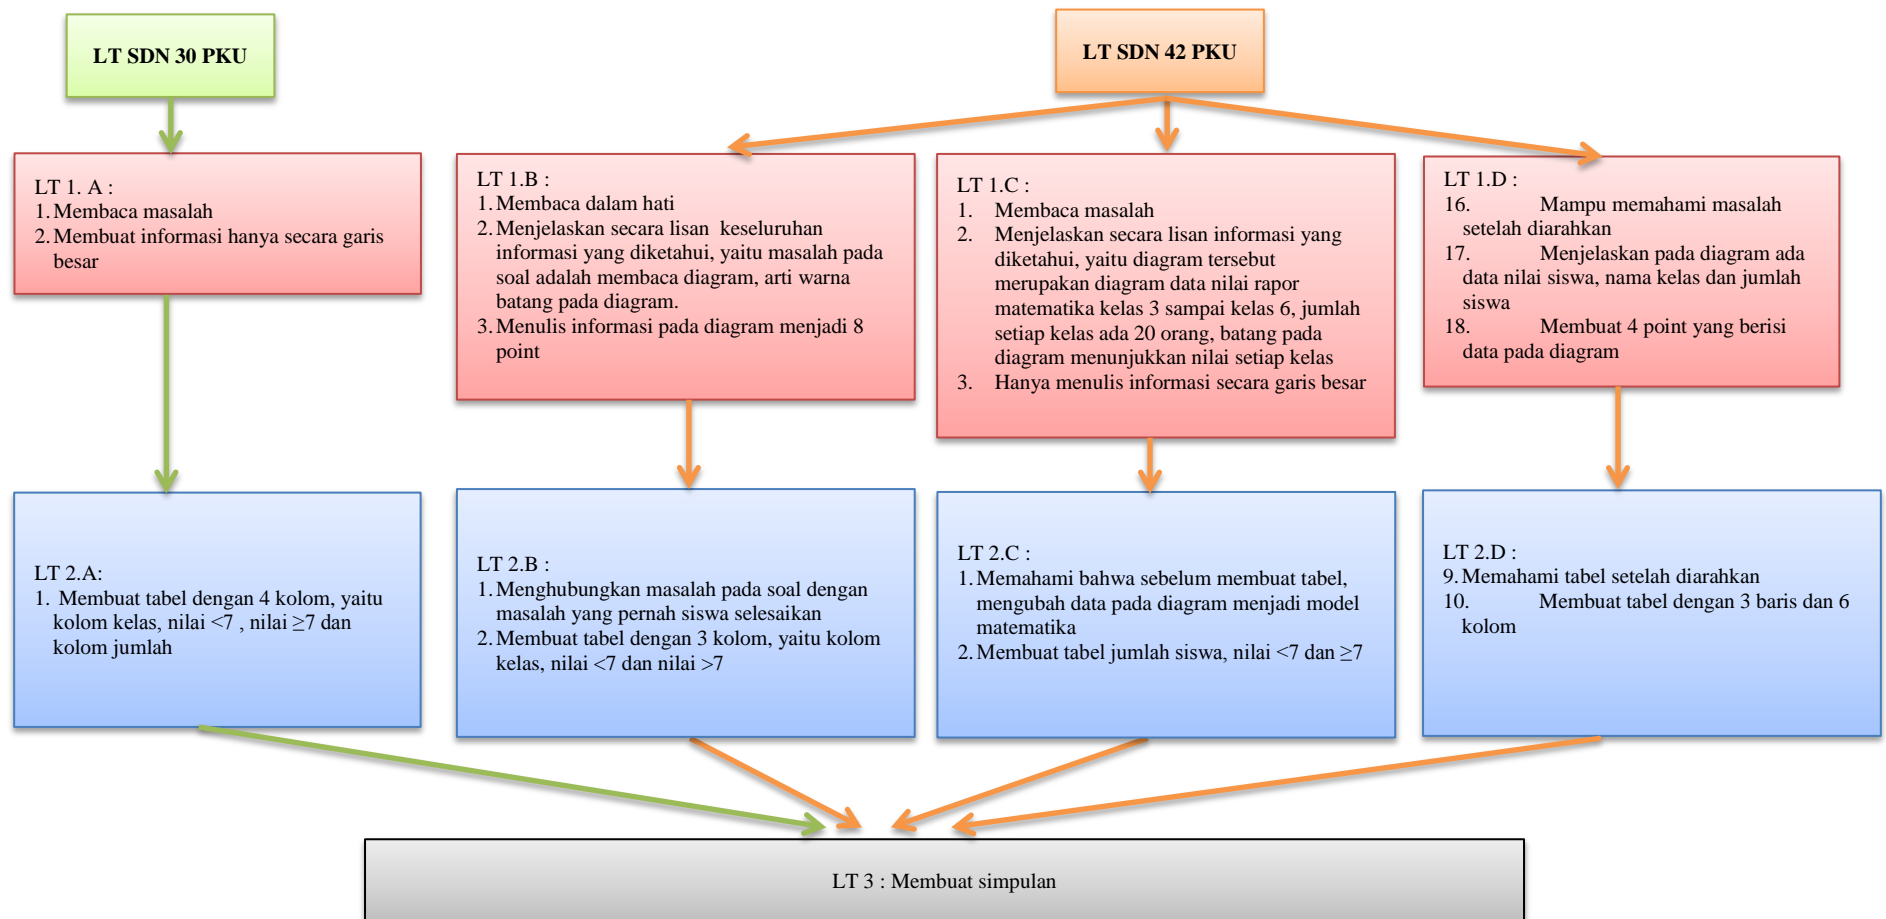 LT SDN 30 PKU
LT SDN 42 PKU
LT 1. A :
1. Membaca masalah
2. Membuat informasi hanya secara garis
besar
LT 1.B :
1. Membaca dalam hati
2. Menjelaskan secara lisan keseluruhan
informasi yang diketahui, yaitu masalah pada
soal adalah membaca diagram, arti warna
batang pada diagram.
3. Menulis informasi pada diagram menjadi 8
point
LT 1.C :
1. Membaca masalah
2. Menjelaskan secara lisan informasi yang
diketahui, yaitu diagram tersebut
merupakan diagram data nilai rapor
matematika kelas 3 sampai kelas 6, jumlah
setiap kelas ada 20 orang, batang pada
diagram menunjukkan nilai setiap kelas
3. Hanya menulis informasi secara garis besar
LT 1.D :
16. Mampu memahami masalah
setelah diarahkan
17. Menjelaskan pada diagram ada
data nilai siswa, nama kelas dan jumlah
siswa
18. Membuat 4 point yang berisi
data pada diagram
LT 2.A:
1. Membuat tabel dengan 4 kolom, yaitu
kolom kelas, nilai <7 , nilai ≥7 dan
kolom jumlah
LT 2.B :
1. Menghubungkan masalah pada soal dengan
masalah yang pernah siswa selesaikan
2. Membuat tabel dengan 3 kolom, yaitu kolom
kelas, nilai <7 dan nilai >7
LT 2.C :
1. Memahami bahwa sebelum membuat tabel,
mengubah data pada diagram menjadi model
matematika
2. Membuat tabel jumlah siswa, nilai <7 dan ≥7
LT 2.D :
9. Memahami tabel setelah diarahkan
10. Membuat tabel dengan 3 baris dan 6
kolom
LT 3 : Membuat simpulan